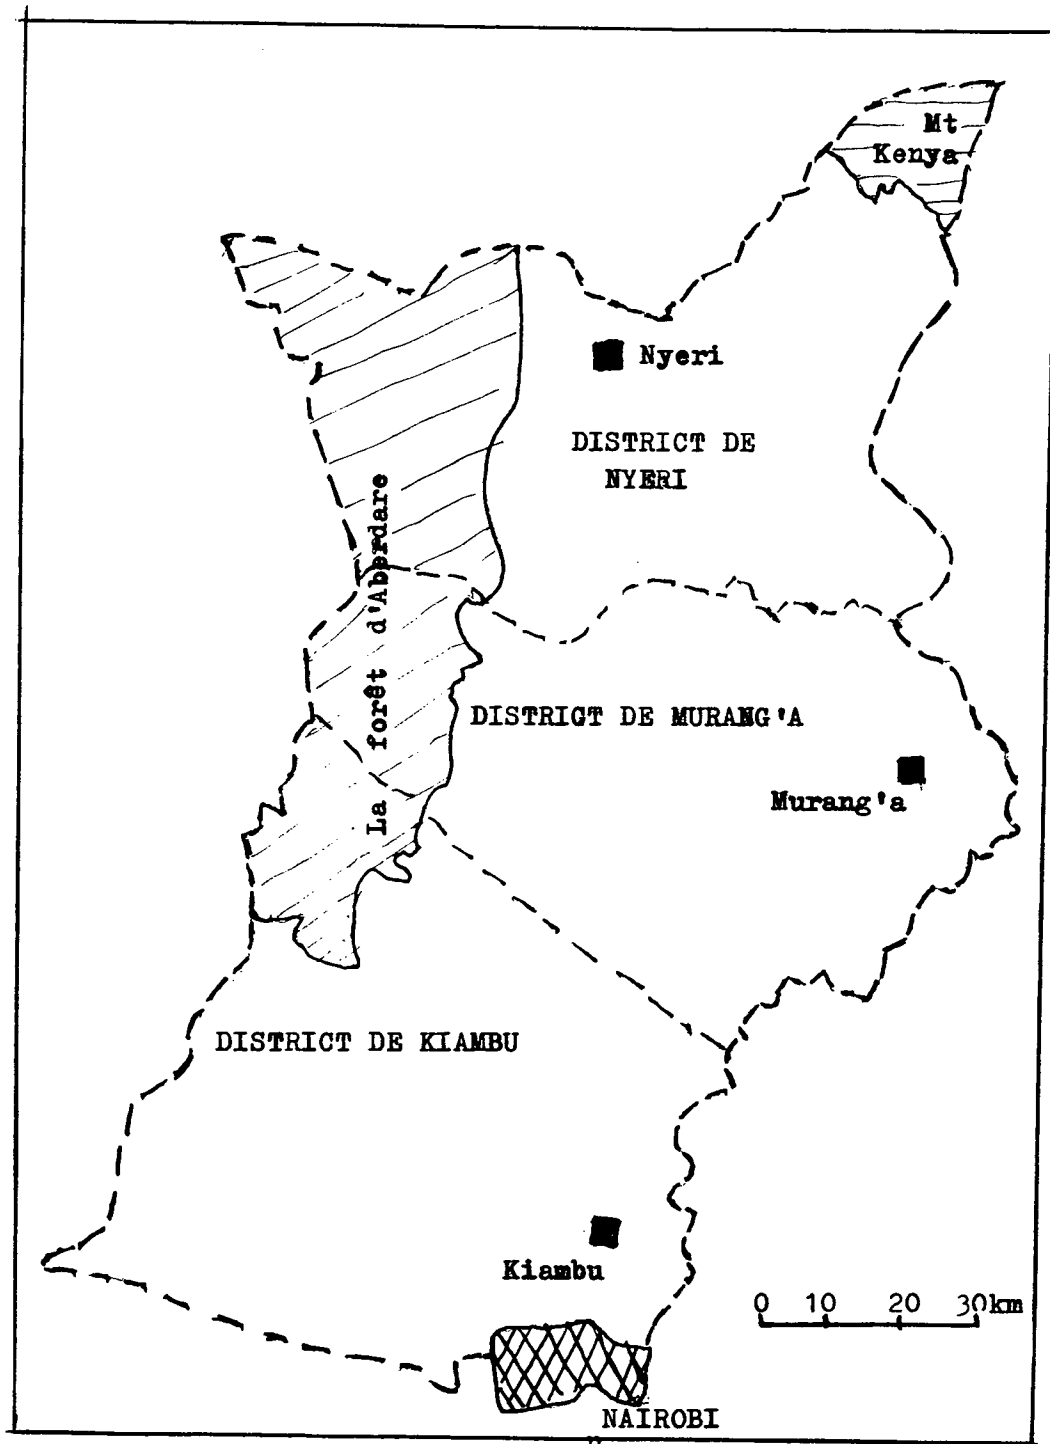 Mt
Kenya
Nyeri
DISTRICT DE
NYERI
La forêt d'Aberdare
DISTRIGT DE MURANG'A
Murang'a
DISTRICT DE KIAMBU
Kiambu
0 10 20 30km
NAIROBI